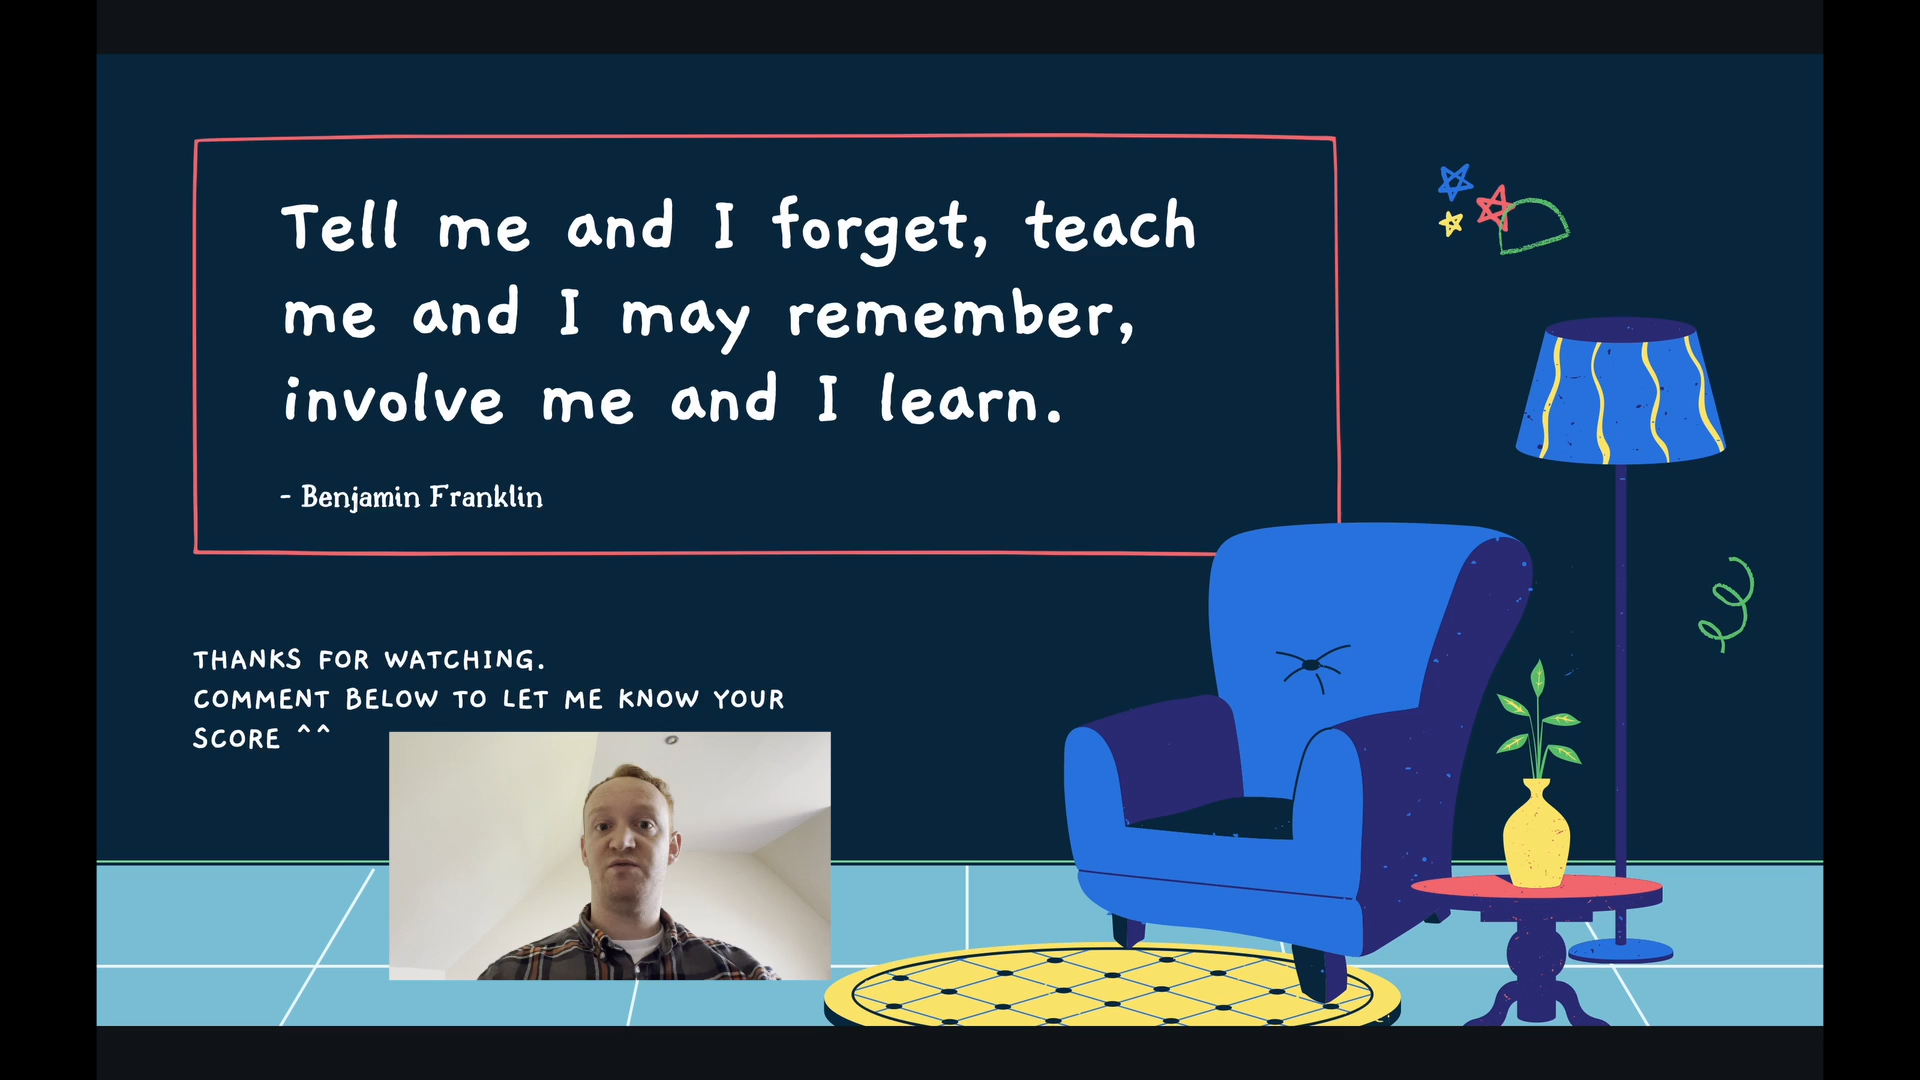 Tell me and I forget, teach
me and I may remember,
involve me and I learn.
- Benjamin Franklin
THANKS FOR WATCHING.
COMMENT BELOW TO LET ME KNOW YOUR
SCORE ^^